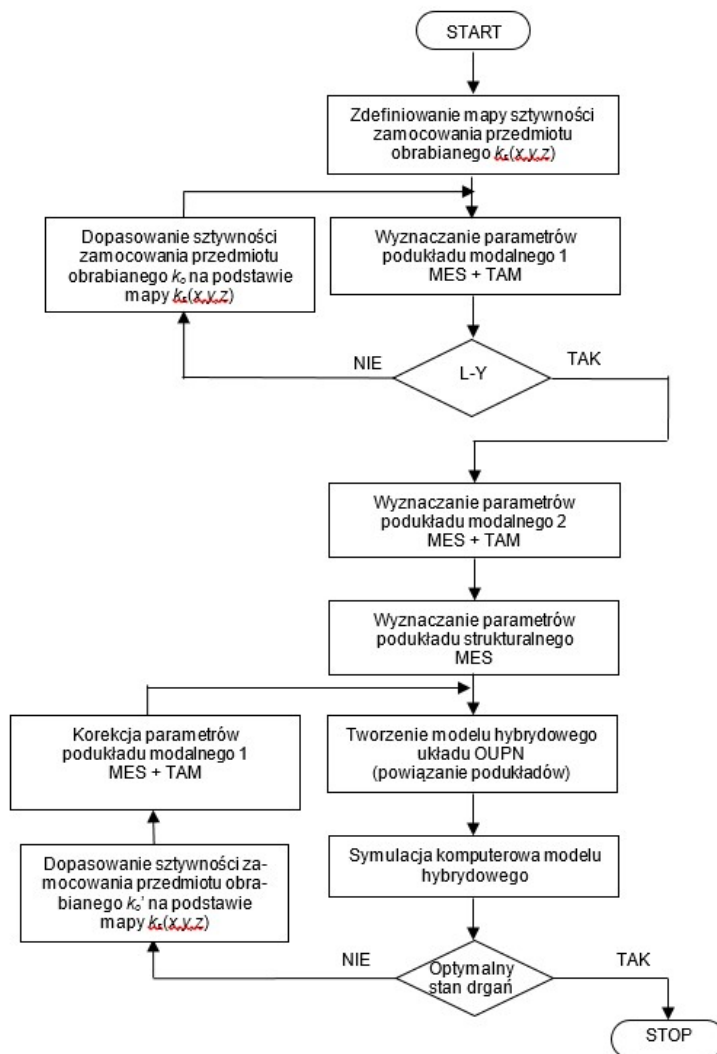 START
Zdefiniowanie mapy sztywności
zamocowania przedmiotu
obrabianego kε(x,y,z)
Dopasowanie sztywności
zamocowania przedmiotu
obrabianego kₒ na podstawie
mapy kε(x,y,z)
Wyznaczanie parametrów
podukładu modalnego 1
MES + TAM
NIE
L-Y
TAK
Wyznaczanie parametrów
podukładu modalnego 2
MES + TAM
Wyznaczanie parametrów
podukładu strukturalnego
MES
Korekcja parametrów
podukładu modalnego 1
MES + TAM
Tworzenie modelu hybrydowego
układu OUPN
(powiązanie podukładów)
Dopasowanie sztywności za-
mocowania przedmiotu obra-
bianego kₒ' na podstawie
mapy kε(x,y,z)
Symulacja komputerowa modelu
hybrydowego
NIE
Optymalny
stan drgań
TAK
STOP